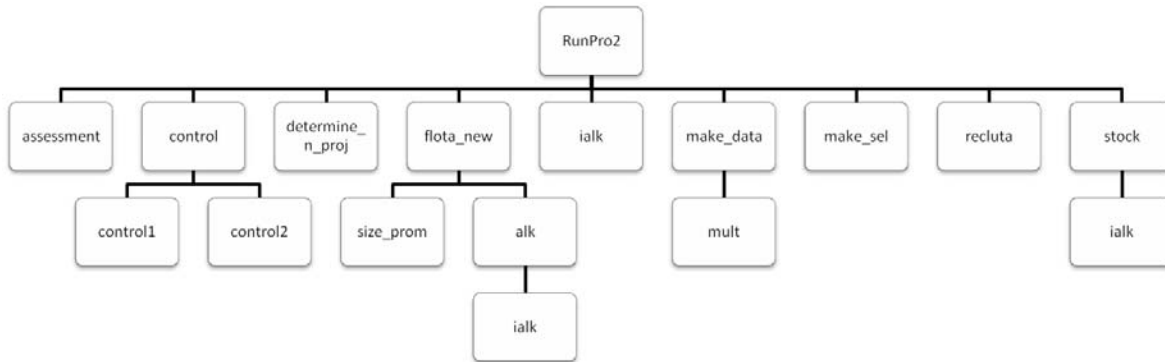 RunPro2
assessment
control
determine_
n_proj
flota_new
ialk
make_data
make_sel
recluta
stock
control1
control2
size_prom
alk
mult
ialk
ialk